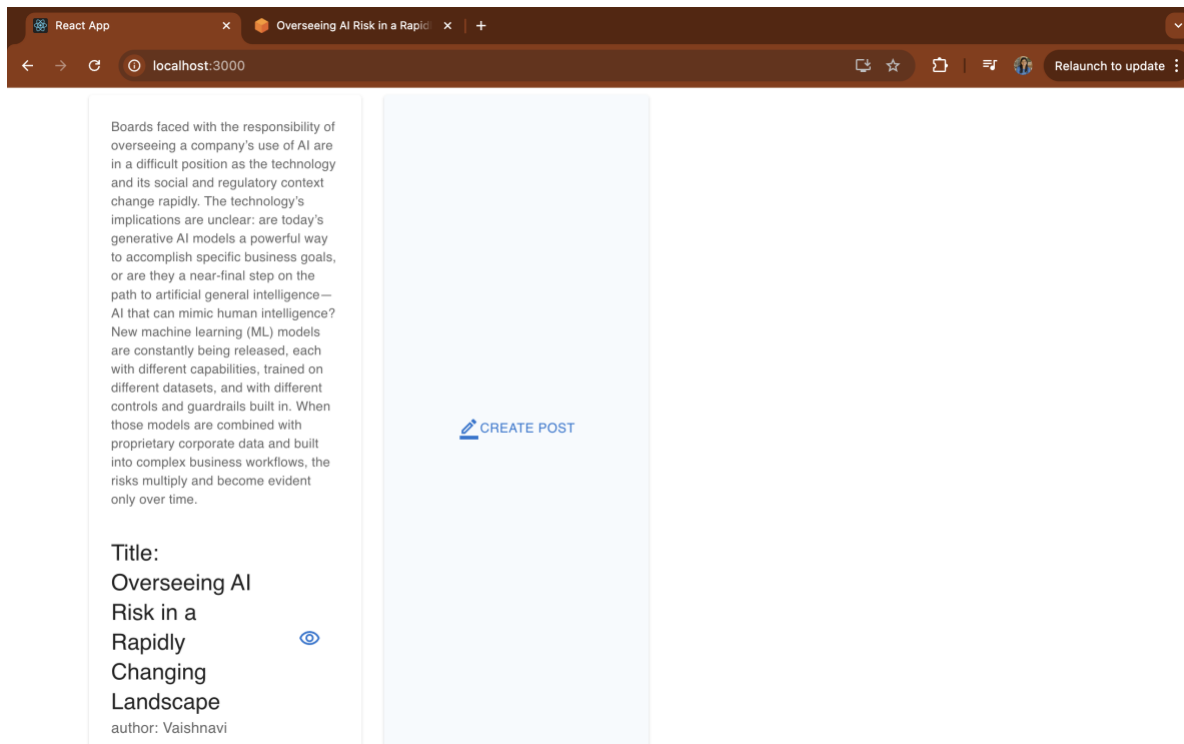 React App
Overseeing AI Risk in a Rapid
localhost:3000
Relaunch to update
Boards faced with the responsibility of
overseeing a company’s use of AI are
in a difficult position as the technology
and its social and regulatory context
change rapidly. The technology’s
implications are unclear: are today’s
generative AI models a powerful way
to accomplish specific business goals,
or are they a near-final step on the
path to artificial general intelligence—
AI that can mimic human intelligence?
New machine learning (ML) models
are constantly being released, each
with different capabilities, trained on
different datasets, and with different
controls and guardrails built in. When
those models are combined with
proprietary corporate data and built
into complex business workflows, the
risks multiply and become evident
only over time.
Title:
Overseeing AI
Risk in a
Rapidly
Changing
Landscape
author: Vaishnavi
CREATE POST